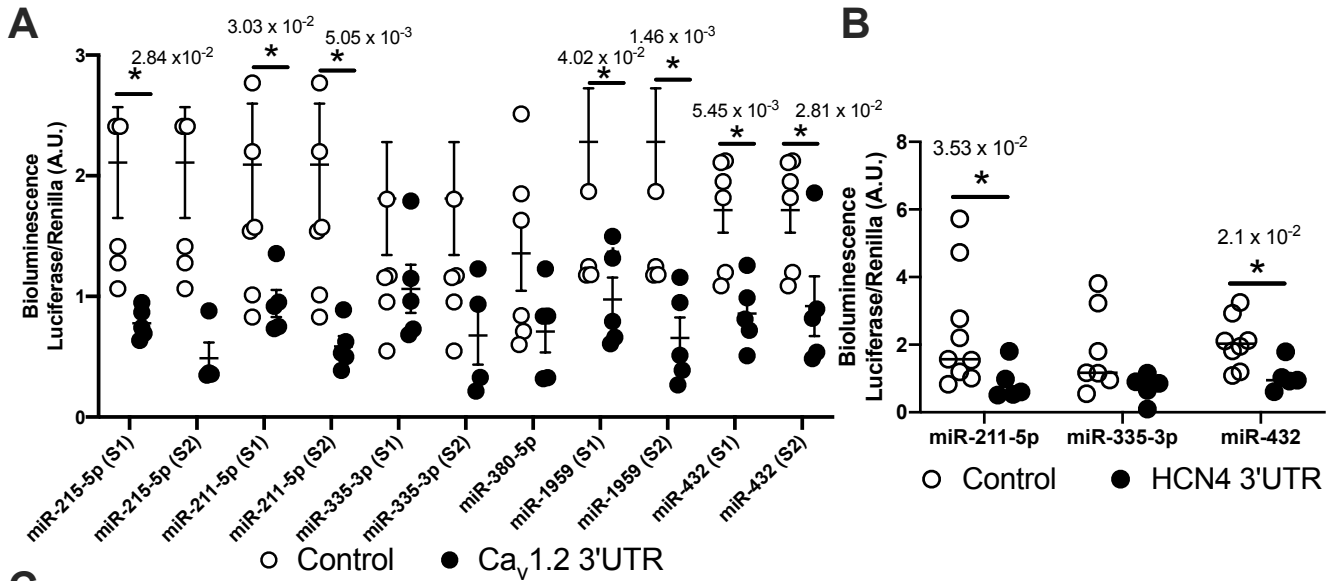 A
B
2.84 x10-2
3.03 x 10-2
5.05 x 10-3
4.02 x 10-2
1.46 x 10-3
5.45 x 10-3
2.81 x 10-2
* * * * * * *
3
2
1
0
Bioluminescence
Luciferase/Renilla (A.U.)
miR-215-5p (S1)
miR-215-5p (S2)
miR-211-5p (S1)
miR-211-5p (S2)
miR-335-3p (S1)
miR-335-3p (S2)
miR-380-5p
miR-1959 (S1)
miR-1959 (S2)
miR-432 (S1)
miR-432 (S2)
Control Cav1.2 3'UTR
3.53 x 10-2
2.1 x 10-2
* *
8
6
4
2
0
Bioluminescence
Luciferase/Renilla (A.U.)
miR-211-5p miR-335-3p miR-432
Control HCN4 3'UTR